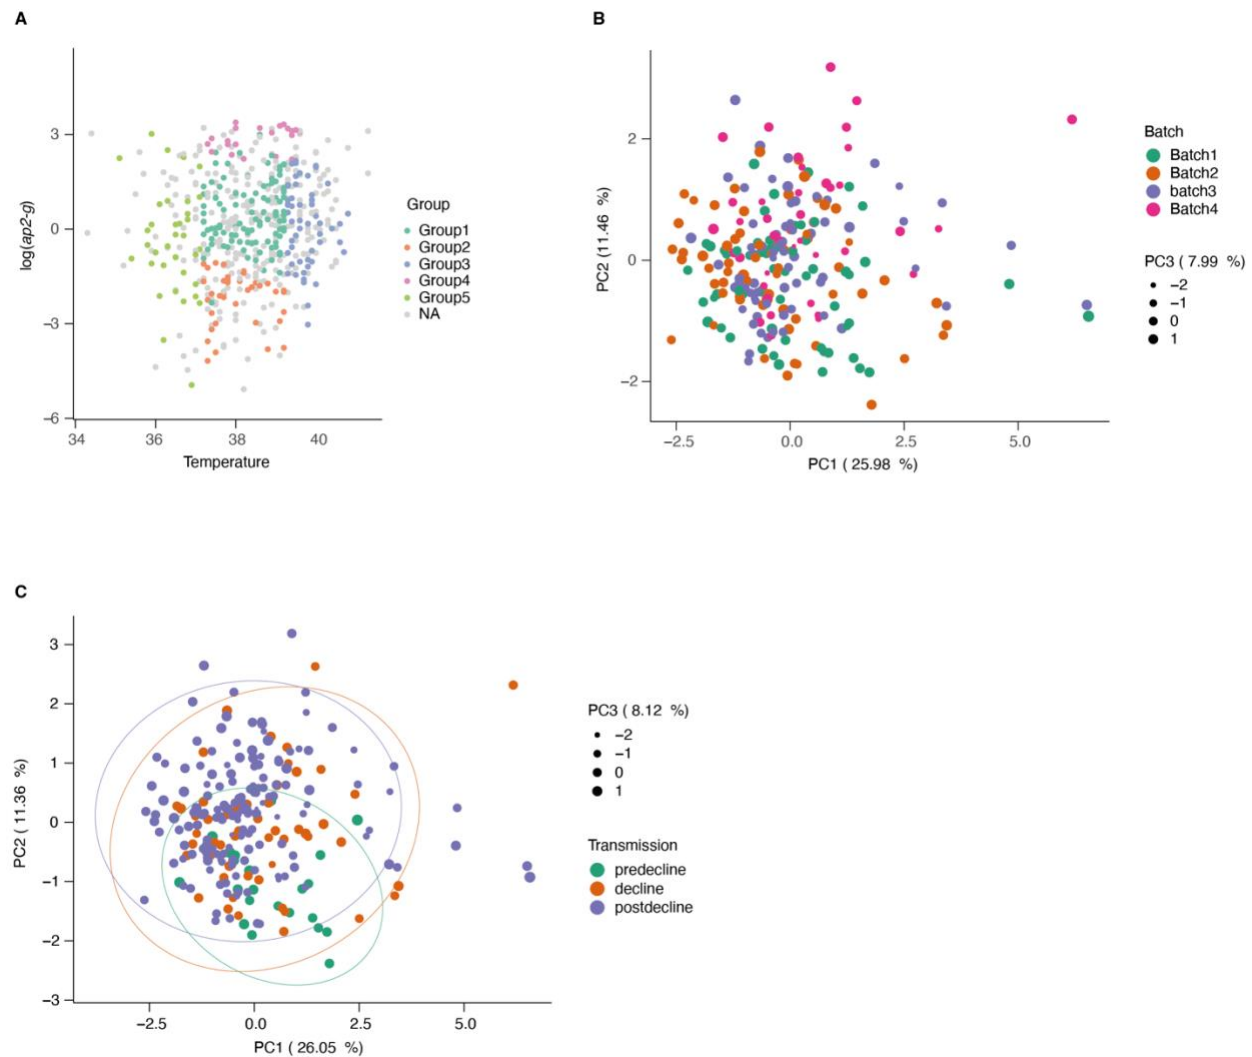 A
log(ap2-g)
3
0
−3
−6
34 36 38 40
Temperature
Group
Group1
Group2
Group3
Group4
Group5
NA
B
PC2 (11.46 %)
2
0
−2
−2.5 0.0 2.5 5.0
PC1 ( 25.98 %)
Batch
Batch1
Batch2
batch3
Batch4
PC3 ( 7.99 %)
−2
−1
0
1
C
PC2 ( 11.36 %)
3
2
1
0
−1
−2
−3
−2.5 0.0 2.5 5.0
PC1 ( 26.05 %)
PC3 ( 8.12 %)
−2
−1
0
1
Transmission
predecline
decline
postdecline